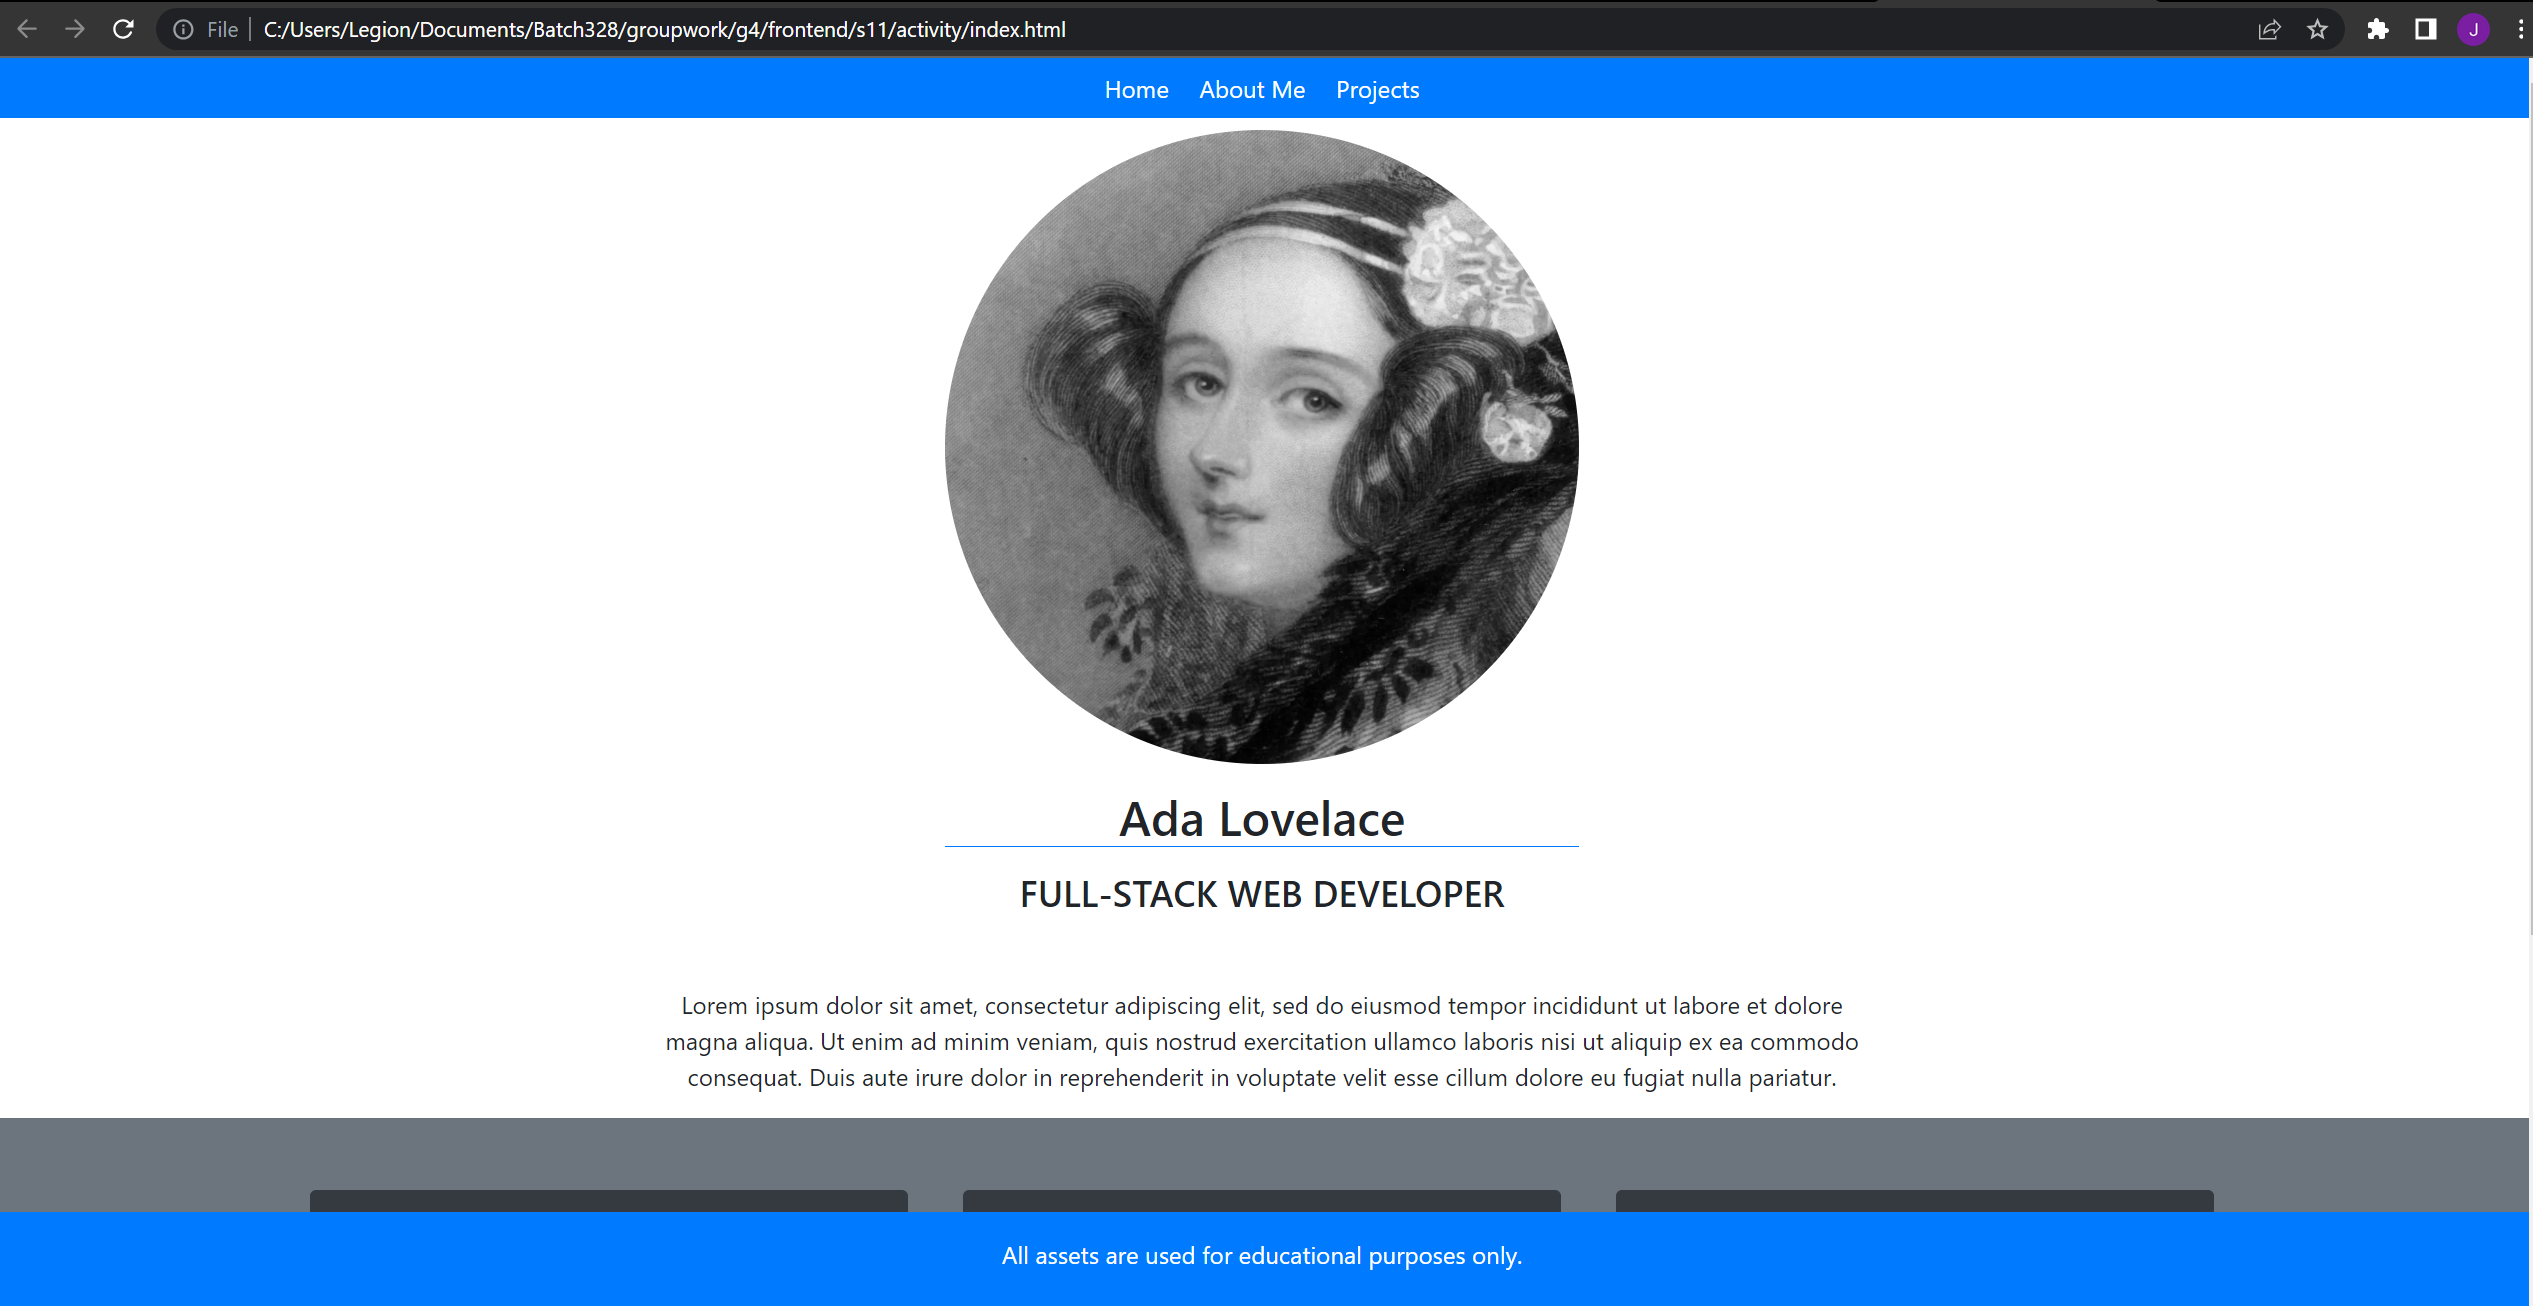 File C:/Users/Legion/Documents/Batch328/groupwork/g4/frontend/s11/activity/index.html
J
Home About Me Projects
Ada Lovelace
FULL-STACK WEB DEVELOPER
Lorem ipsum dolor sit amet, consectetur adipiscing elit, sed do eiusmod tempor incididunt ut labore et dolore
magna aliqua. Ut enim ad minim veniam, quis nostrud exercitation ullamco laboris nisi ut aliquip ex ea commodo
consequat. Duis aute irure dolor in reprehenderit in voluptate velit esse cillum dolore eu fugiat nulla pariatur.
All assets are used for educational purposes only.